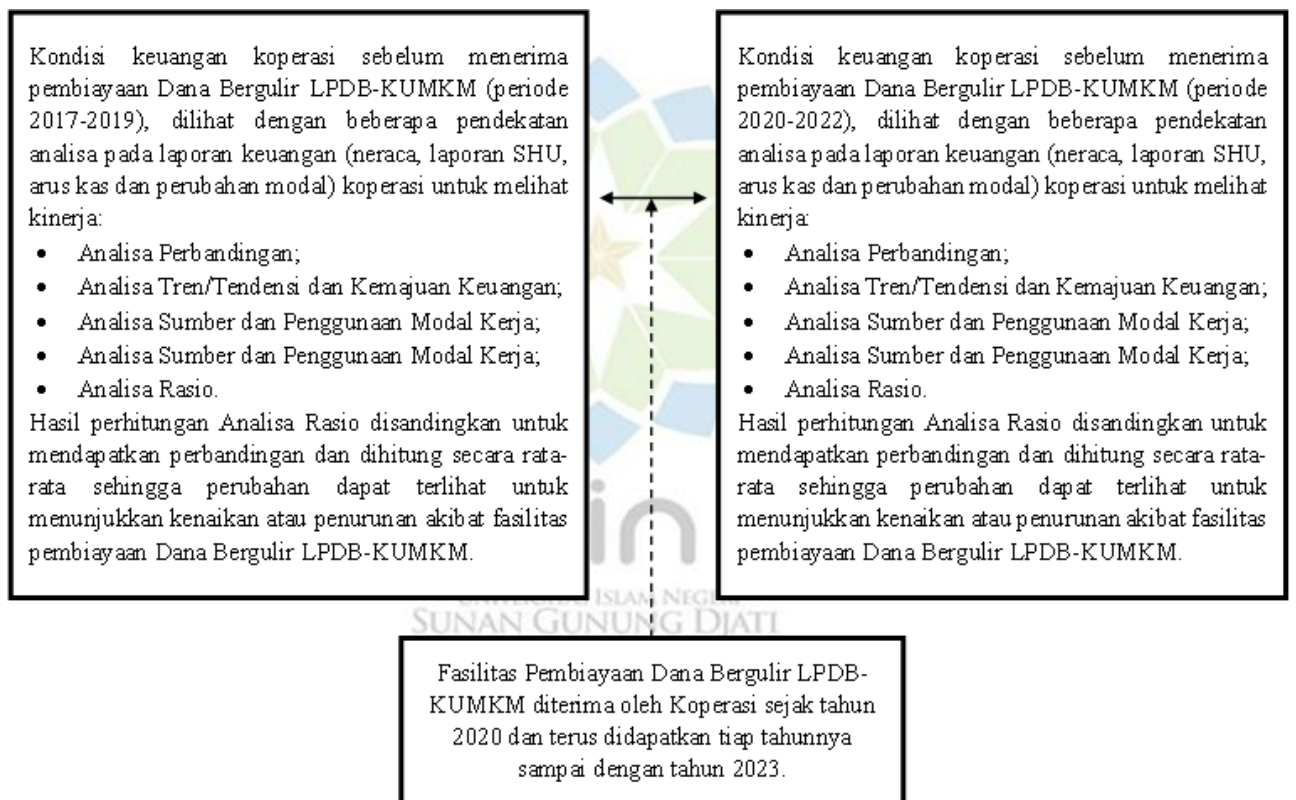 Kondisi keuangan koperasi sebelum menerima
pembiayaan Dana Bergulir LPDB-KUMKM (periode
2017-2019), dilihat dengan beberapa pendekatan
analisa pada laporan keuangan (neraca, laporan SHU,
arus kas dan perubahan modal) koperasi untuk melihat
kinerja:
• Analisa Perbandingan;
• Analisa Tren/Tendensi dan Kemajuan Keuangan;
• Analisa Sumber dan Penggunaan Modal Kerja;
• Analisa Sumber dan Penggunaan Modal Kerja;
• Analisa Rasio.
Hasil perhitungan Analisa Rasio disandingkan untuk
mendapatkan perbandingan dan dihitung secara rata-
rata sehingga perubahan dapat terlihat untuk
menunjukkan kenaikan atau penurunan akibat fasilitas
pembiayaan Dana Bergulir LPDB-KUMKM.
Kondisi keuangan koperasi sebelum menerima
pembiayaan Dana Bergulir LPDB-KUMKM (periode
2020-2022), dilihat dengan beberapa pendekatan
analisa pada laporan keuangan (neraca, laporan SHU,
arus kas dan perubahan modal) koperasi untuk melihat
kinerja:
• Analisa Perbandingan;
• Analisa Tren/Tendensi dan Kemajuan Keuangan;
• Analisa Sumber dan Penggunaan Modal Kerja;
• Analisa Sumber dan Penggunaan Modal Kerja;
• Analisa Rasio.
Hasil perhitungan Analisa Rasio disandingkan untuk
mendapatkan perbandingan dan dihitung secara rata-
rata sehingga perubahan dapat terlihat untuk
menunjukkan kenaikan atau penurunan akibat fasilitas
pembiayaan Dana Bergulir LPDB-KUMKM.
in
ISLAM NEGERI
SUNAN GUNUNG DJATI
Fasilitas Pembiayaan Dana Bergulir LPDB-
KUMKM diterima oleh Koperasi sejak tahun
2020 dan terus didapatkan tiap tahunnya
sampai dengan tahun 2023.